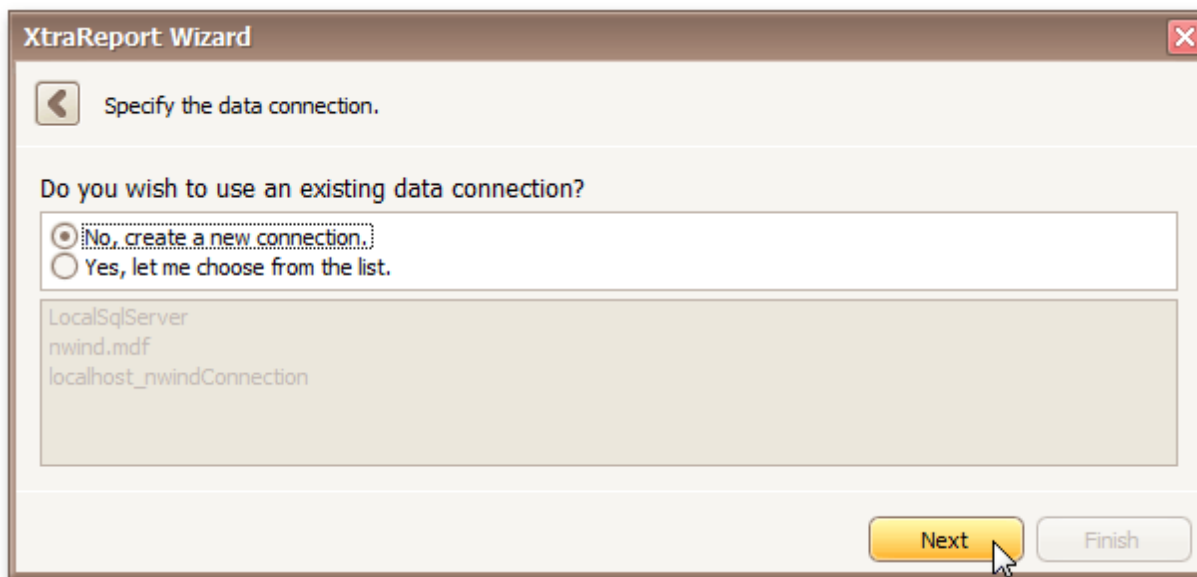 XtraReport Wizard
Specify the data connection.
Do you wish to use an existing data connection?
No, create a new connection.
Yes, let me choose from the list.
LocalSqlServer
nwind.mdf
localhost_nwindConnection
Next
Finish